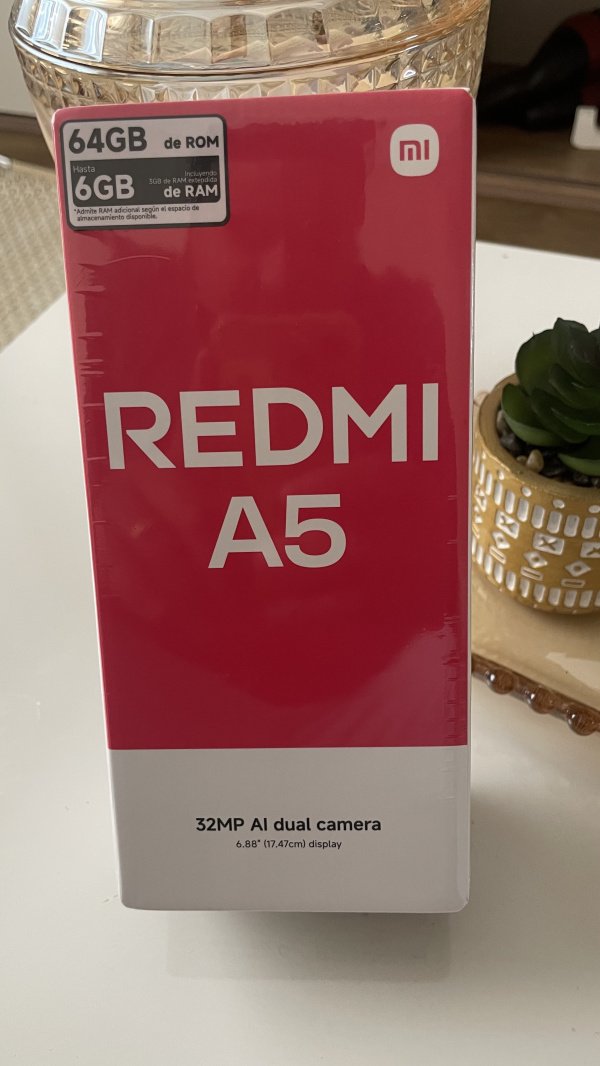 64GB de ROM
Hasta
6GB
Incluyendo
3GB de RAM extendida
de RAM
*Admite RAM adicional según el espacio de
almacenamiento disponible.
mi
REDMI
A5
32MP AI dual camera
6.88" (17.47cm) display